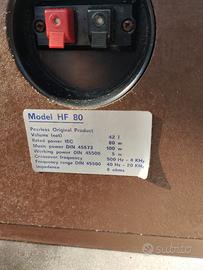 Model HF 80
Peerless Original Product
Volume (net) 42 l
Rated power IEC 80 w
Music power DIN 45573 100 w
Working power DIN 45500 5 w
Crossover frequency 500 Hz - 4 KHz
Frequency range DIN 45500 40 Hz - 20 KHz
Impedance 8 ohms
subito